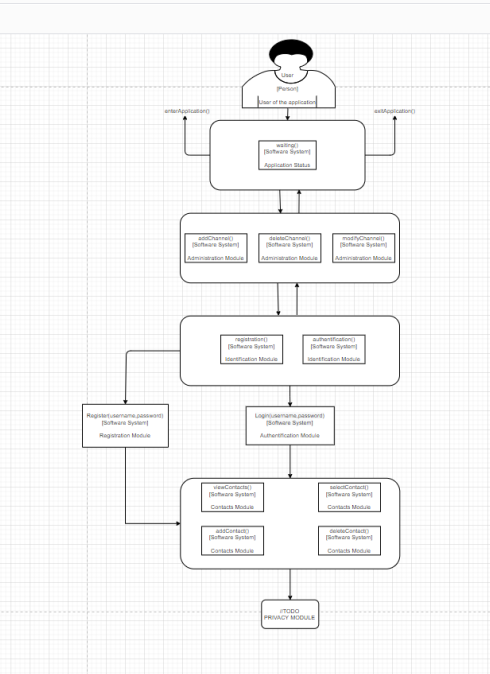 User
[Person]
User of the application
enterApplication()
exitApplication()
waiting()
[Software System]
Application Status
addChannel()
[Software System]
Administration Module
deleteChannel()
[Software System]
Administration Module
modifyChannel()
[Software System]
Administration Module
registration()
[Software System]
Identification Module
authentification()
[Software System]
Identification Module
Register(username,password)
[Software System]
Registration Module
Login(username,password)
[Software System]
Authentification Module
viewContacts()
[Software System]
Contacts Module
selectContact()
[Software System]
Contacts Module
addContact()
[Software System]
Contacts Module
deleteContact()
[Software System]
Contacts Module
//TODO
PRIVACY MODULE